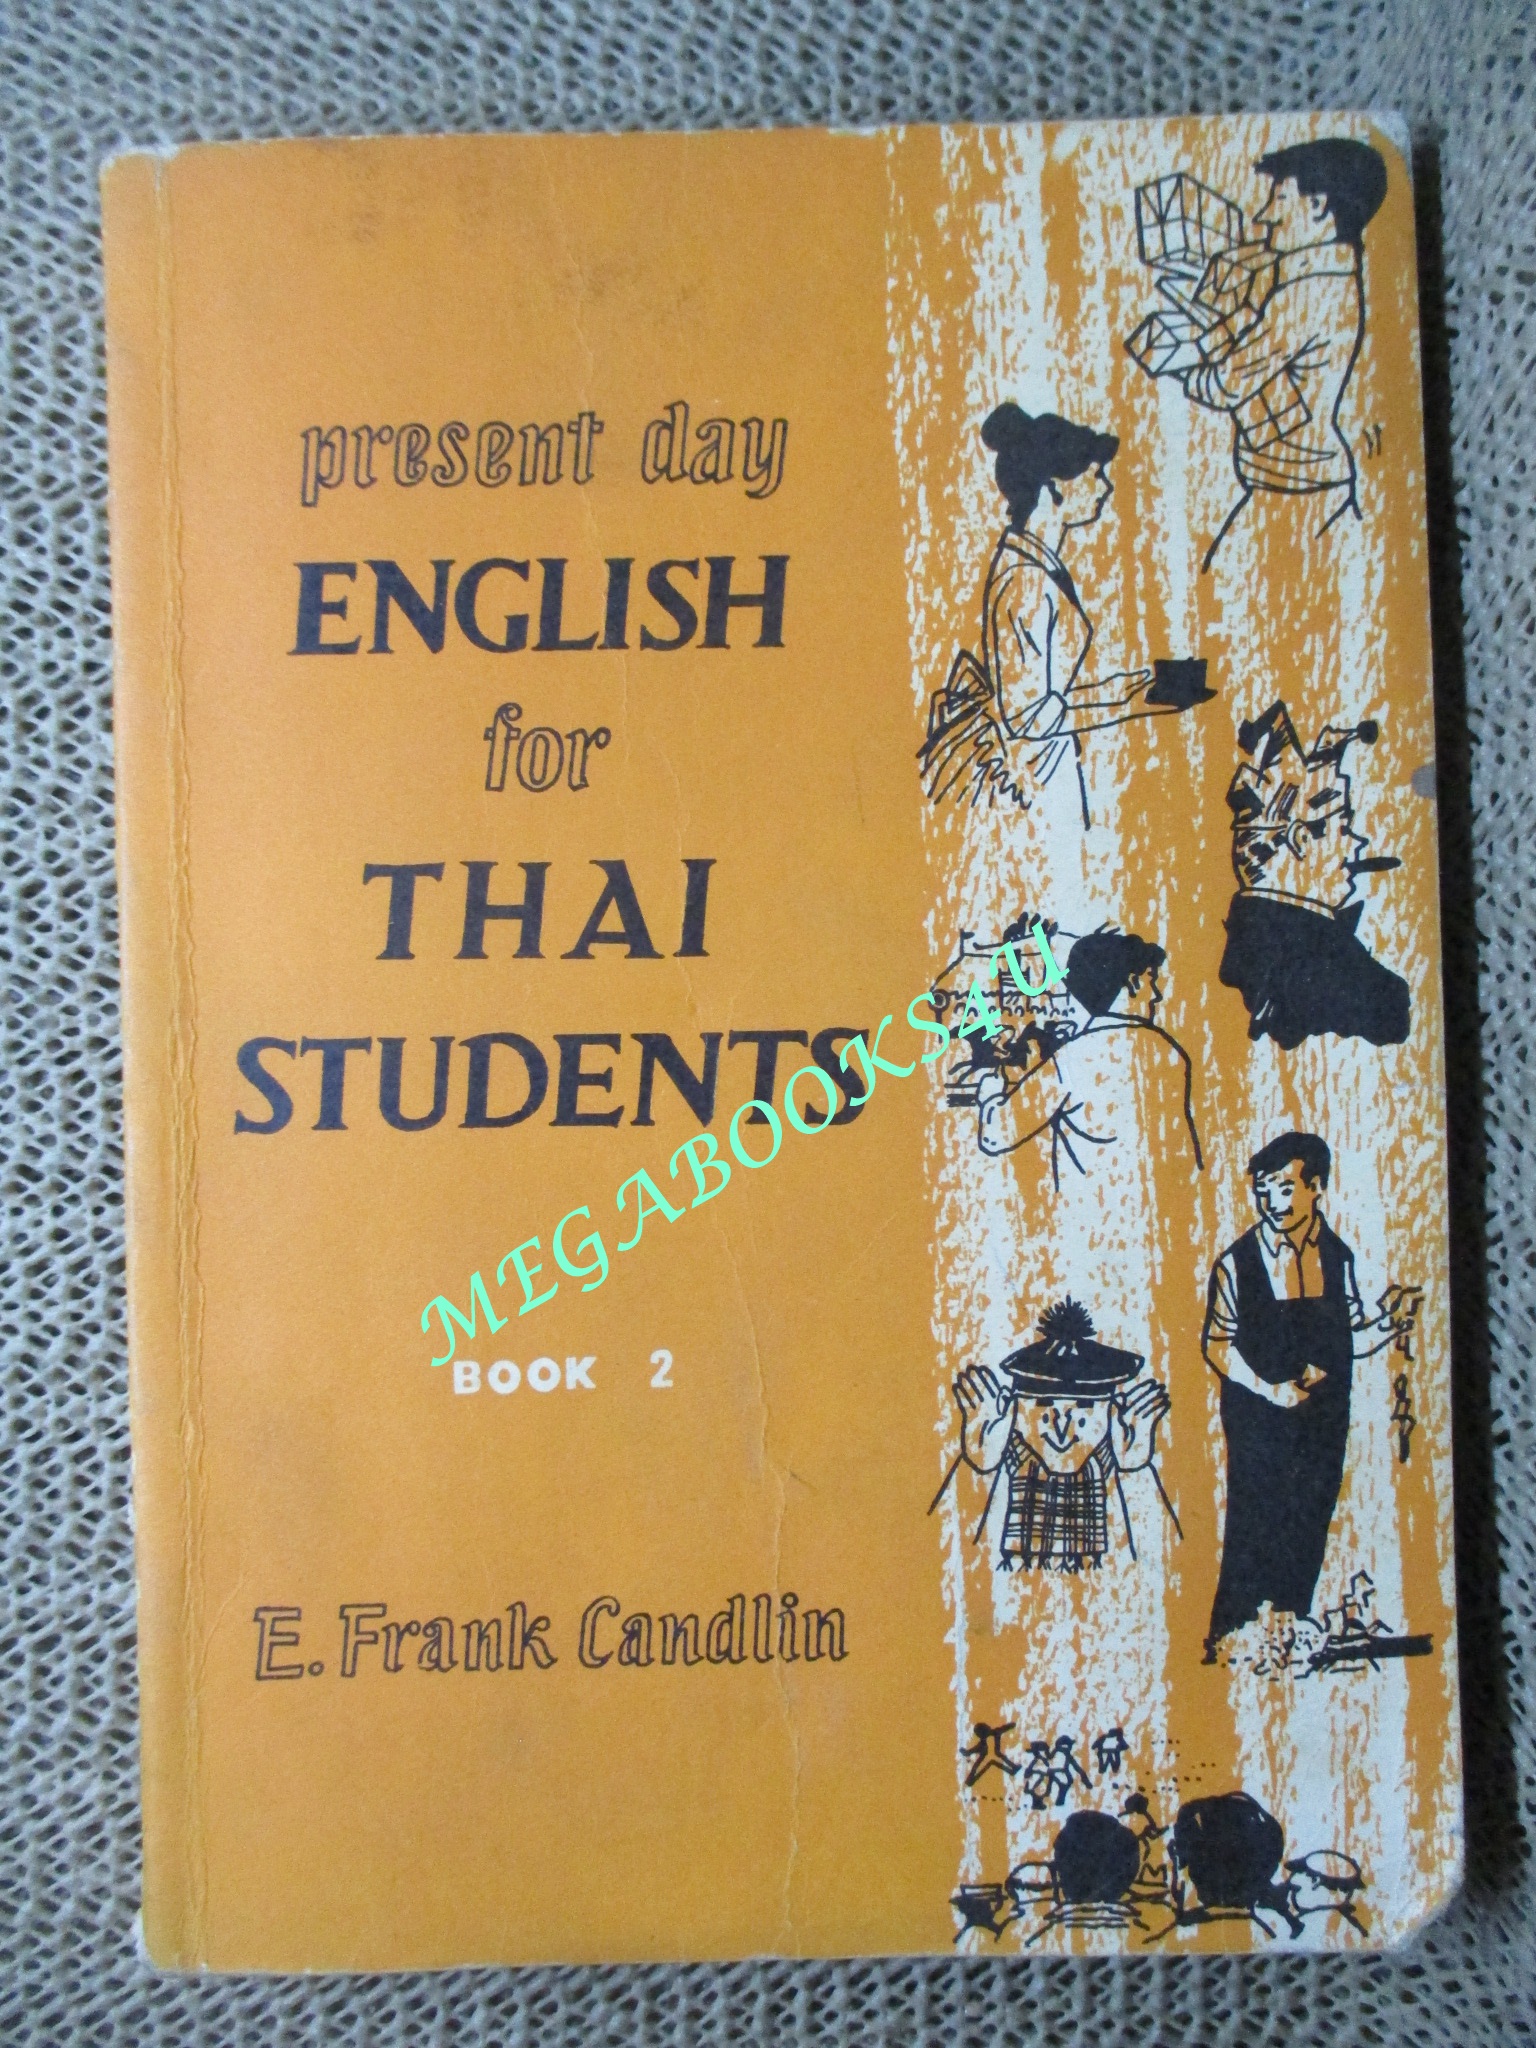 present day
ENGLISH
for
THAI
STUDENTS
MEGABOOKS4U
BOOK 2
E. Frank Candlin